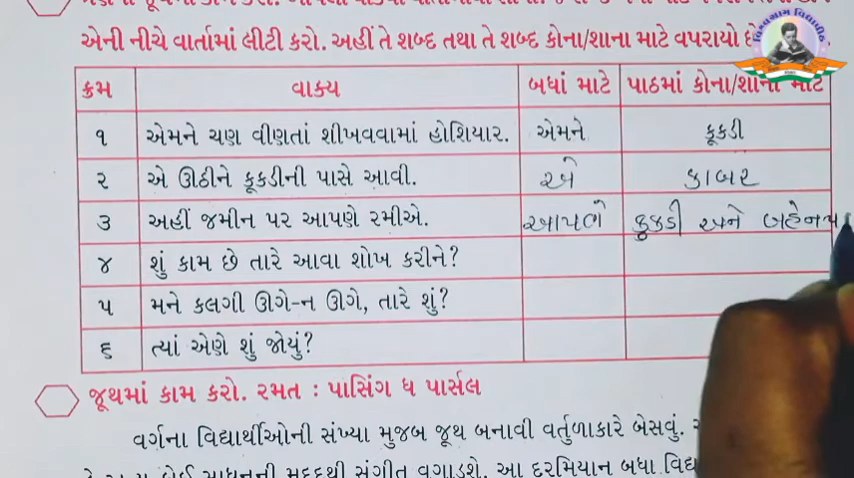 એની નીચે વાર્તામાં લીટી કરો. અહીં તે શબ્દ તથા તે શબ્દ કોના/શાના માટે વપરાયો છે
વિશ્વગ્રામ વિદ્યાપીઠ
ક્રમ વાક્ય બધાં માટે પાઠમાં કોના/શાના માટે
૧ એમને ચણ વીણતાં શીખવવામાં હોશિયાર. એમને કૂકડી
૨ એ ઊઠીને કૂકડીની પાસે આવી. એ કાબર
૩ અહીં જમીન પર આપણે રમીએ. આપણે કુકડી અને બહેનપ
૪ શું કામ છે તારે આવા શોખ કરીને?
૫ મને કલગી ઊગે-ન ઊગે, તારે શું?
૬ ત્યાં એણે શું જોયું?
જૂથમાં કામ કરો. રમત : પાસિંગ ધ પાર્સલ
વર્ગના વિદ્યાર્થીઓની સંખ્યા મુજબ જૂથ બનાવી વર્તુળાકારે બેસવું.
સાધનની મદદથી સંગીત વગાડશે. આ દરમિયાન બધા